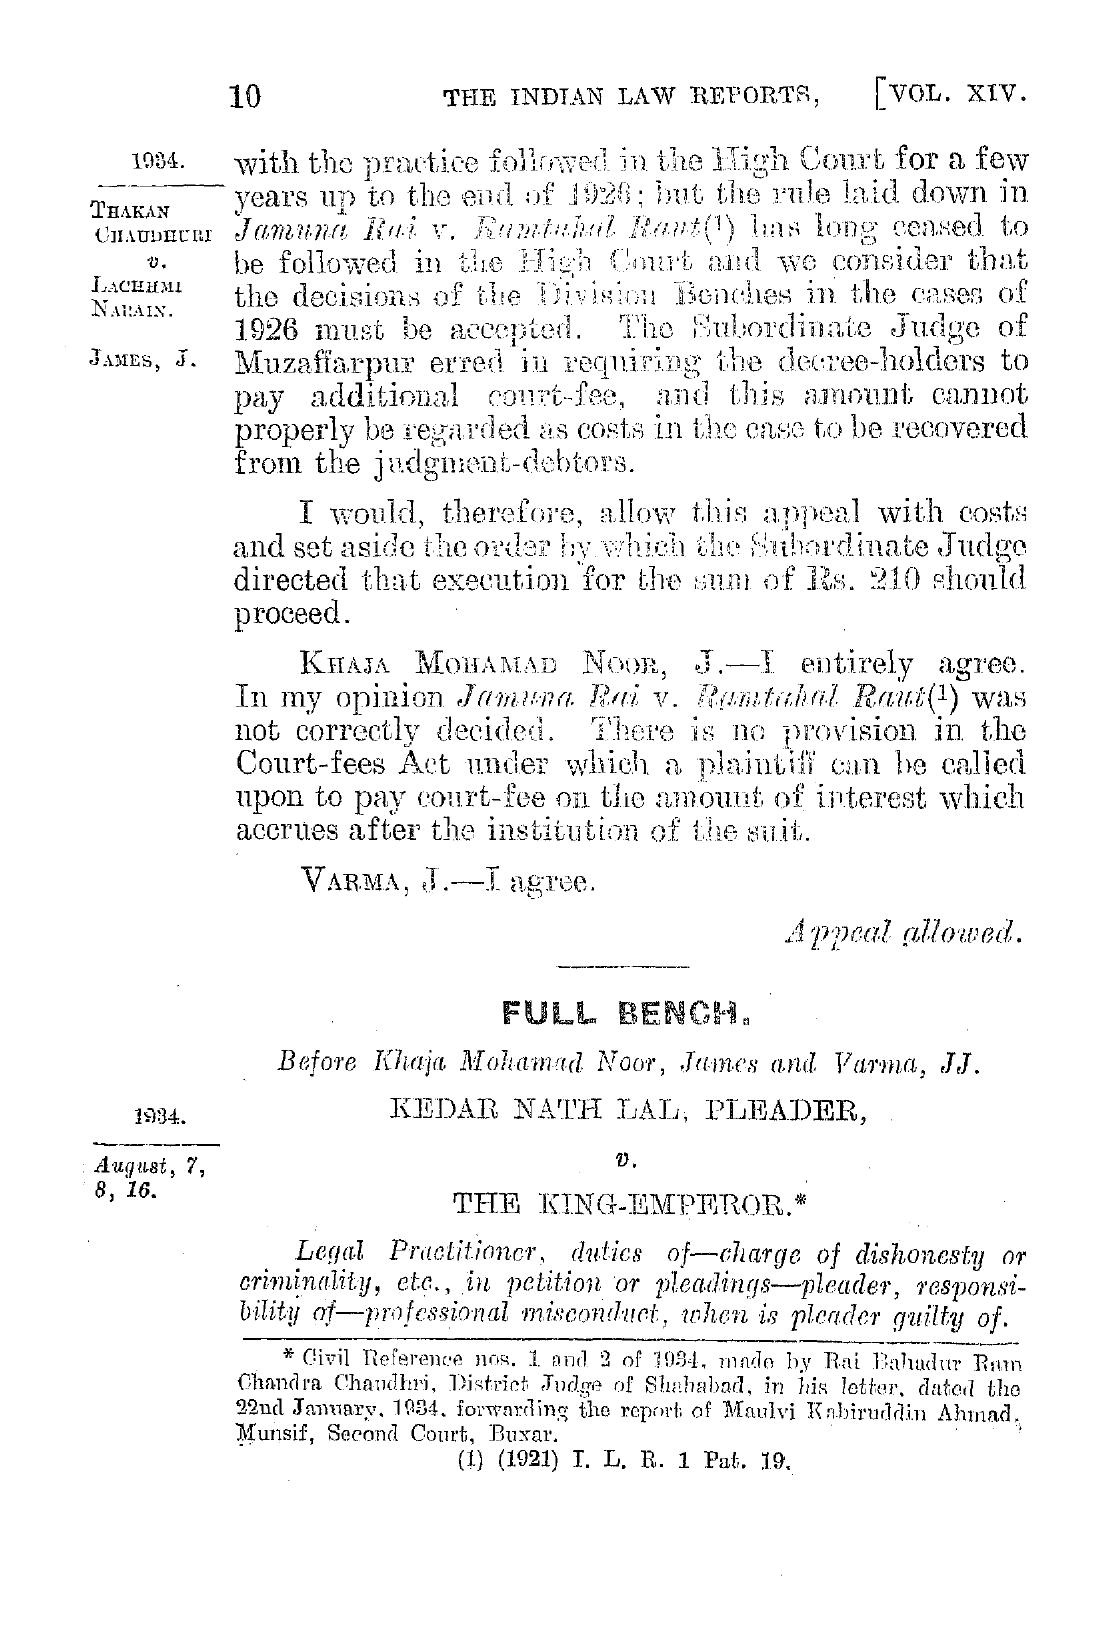 10 THE INDIAN LAW REPORTS, [VOL. XIV.
1934.
THAKAN
CHAUDHURI
v.
LACHHMI
NARAIN.
JAMES, J.
with the practice followed in the High Court for a few
years up to the end of 1926; but the rule laid down in
Jamuna Rai v. Ramtahal Raut(1) has long ceased to
be followed in the High Court and we consider that
the decisions of the Division Benches in the cases of
1926 must be accepted. The Subordinate Judge of
Muzaffarpur erred in requiring the decree-holders to
pay additional court-fee, and this amount cannot
properly be regarded as costs in the case to be recovered
from the judgment-debtors.
I would, therefore, allow this appeal with costs
and set aside the order by which the Subordinate Judge
directed that execution for the sum of Rs. 210 should
proceed.
KHAJA MOHAMAD NOOR, J.—I entirely agree.
In my opinion Jamuna Rai v. Ramtahal Raut(1) was
not correctly decided. There is no provision in the
Court-fees Act under which a plaintiff can be called
upon to pay court-fee on the amount of interest which
accrues after the institution of the suit.
VARMA, J.—I agree.
Appeal allowed.
FULL BENCH.
Before Khaja Mohamad Noor, James and Varma, JJ.
1934.
August, 7,
8, 16.
KEDAR NATH LAL, PLEADER,
v.
THE KING-EMPEROR.*
Legal Practitioner, duties of—charge of dishonesty or
criminality, etc., in petition or pleadings—pleader, responsi-
bility of—professional misconduct, when is pleader guilty of.
* Civil Reference nos. 1 and 2 of 1934, made by Rai Bahadur Ram
Chandra Chaudhri, District Judge of Shahabad, in his letter, dated the
22nd January, 1934, forwarding the report of Maulvi Kabiruddin Ahmad,
Munsif, Second Court, Buxar.
(1) (1921) I. L. R. 1 Pat. 19.